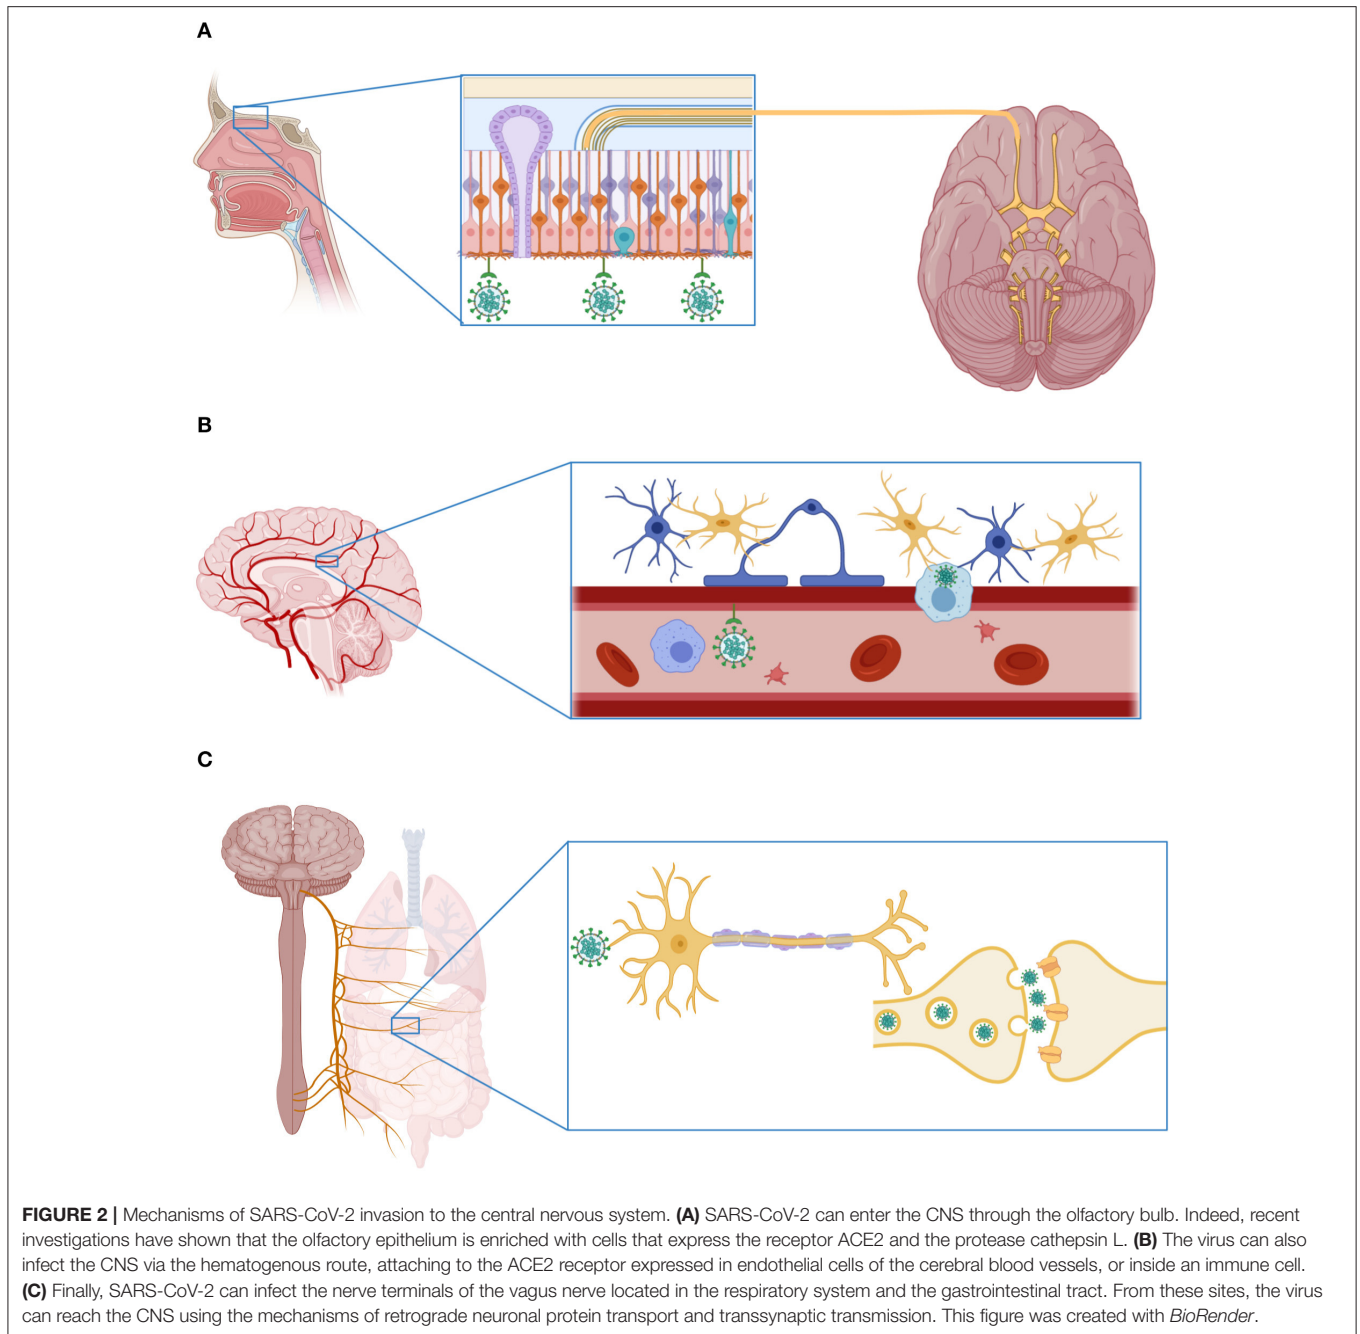 A
B
C
FIGURE 2 | Mechanisms of SARS-CoV-2 invasion to the central nervous system. (A) SARS-CoV-2 can enter the CNS through the olfactory bulb. Indeed, recent
investigations have shown that the olfactory epithelium is enriched with cells that express the receptor ACE2 and the protease cathepsin L. (B) The virus can also
infect the CNS via the hematogenous route, attaching to the ACE2 receptor expressed in endothelial cells of the cerebral blood vessels, or inside an immune cell.
(C) Finally, SARS-CoV-2 can infect the nerve terminals of the vagus nerve located in the respiratory system and the gastrointestinal tract. From these sites, the virus
can reach the CNS using the mechanisms of retrograde neuronal protein transport and transsynaptic transmission. This figure was created with BioRender.